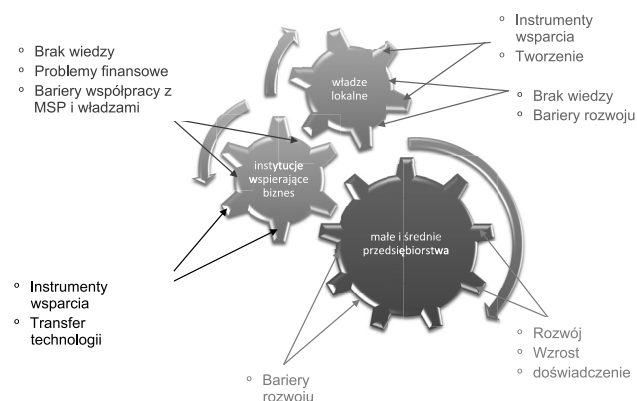 ° Instrumenty
wsparcia
° Tworzenie
° Brak wiedzy
° Problemy finansowe
° Bariery współpracy z
MSP i władzami
władze
lokalne
° Brak wiedzy
° Bariery rozwoju
instytucje
wspierające
biznes
małe i średnie
przedsiębiorstwa
° Instrumenty
wsparcia
° Transfer
technologii
° Rozwój
° Wzrost
° doświadczenie
° Bariery
rozwoju